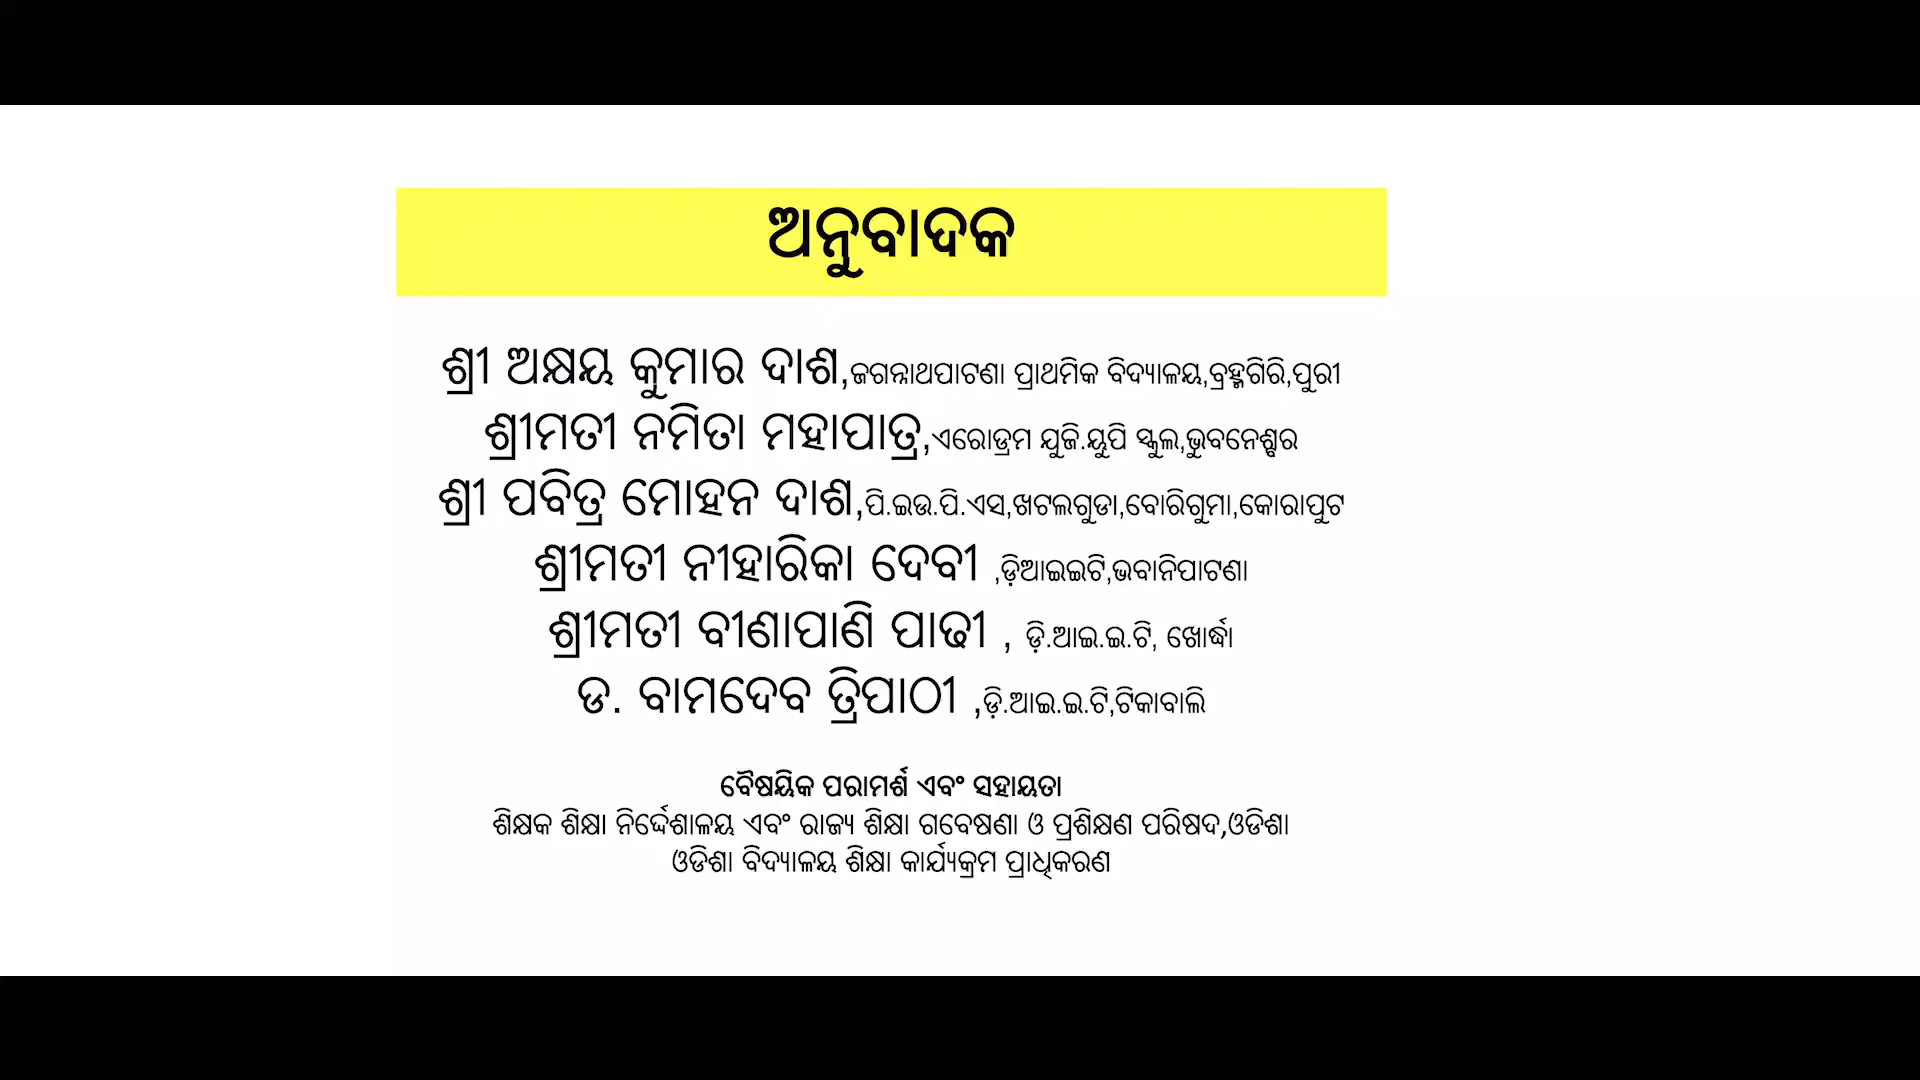 ଅନୁବାଦକ
ଶ୍ରୀ ଅକ୍ଷୟ କୁମାର ଦାଶ,ଜଗନ୍ନାଥପାଟଣା ପ୍ରାଥମିକ ବିଦ୍ୟାଳୟ,ବ୍ରହ୍ମଗିରି,ପୁରୀ
ଶ୍ରୀମତୀ ନମିତା ମହାପାତ୍ର,ଏରୋଡ୍ରମ ଯୁଜି.ୟୁପି ସ୍କୁଲ,ଭୁବନେଶ୍ବର
ଶ୍ରୀ ପବିତ୍ର ମୋହନ ଦାଶ,ପି.ଇଉ.ପି.ଏସ,ଖଟଲଗୁଡା,ବୋରିଗୁମା,କୋରାପୁଟ
ଶ୍ରୀମତୀ ନୀହାରିକା ଦେବୀ ,ଡ଼ିଆଇଇଟି,ଭବାନିପାଟଣା
ଶ୍ରୀମତୀ ବୀଣାପାଣି ପାଢୀ , ଡ଼ି.ଆଇ.ଇ.ଟି, ଖୋର୍ଦ୍ଧା
ଡ. ବାମଦେବ ତ୍ରିପାଠୀ ,ଡ଼ି.ଆଇ.ଇ.ଟି,ଟିକାବାଲି
ବୈଷୟିକ ପରାମର୍ଶ ଏବଂ ସହାୟତା
ଶିକ୍ଷକ ଶିକ୍ଷା ନିର୍ଦ୍ଦେଶାଳୟ ଏବଂ ରାଜ୍ୟ ଶିକ୍ଷା ଗବେଷଣା ଓ ପ୍ରଶିକ୍ଷଣ ପରିଷଦ,ଓଡିଶା
ଓଡିଶା ବିଦ୍ୟାଳୟ ଶିକ୍ଷା କାର୍ଯ୍ୟକ୍ରମ ପ୍ରାଧିକରଣ